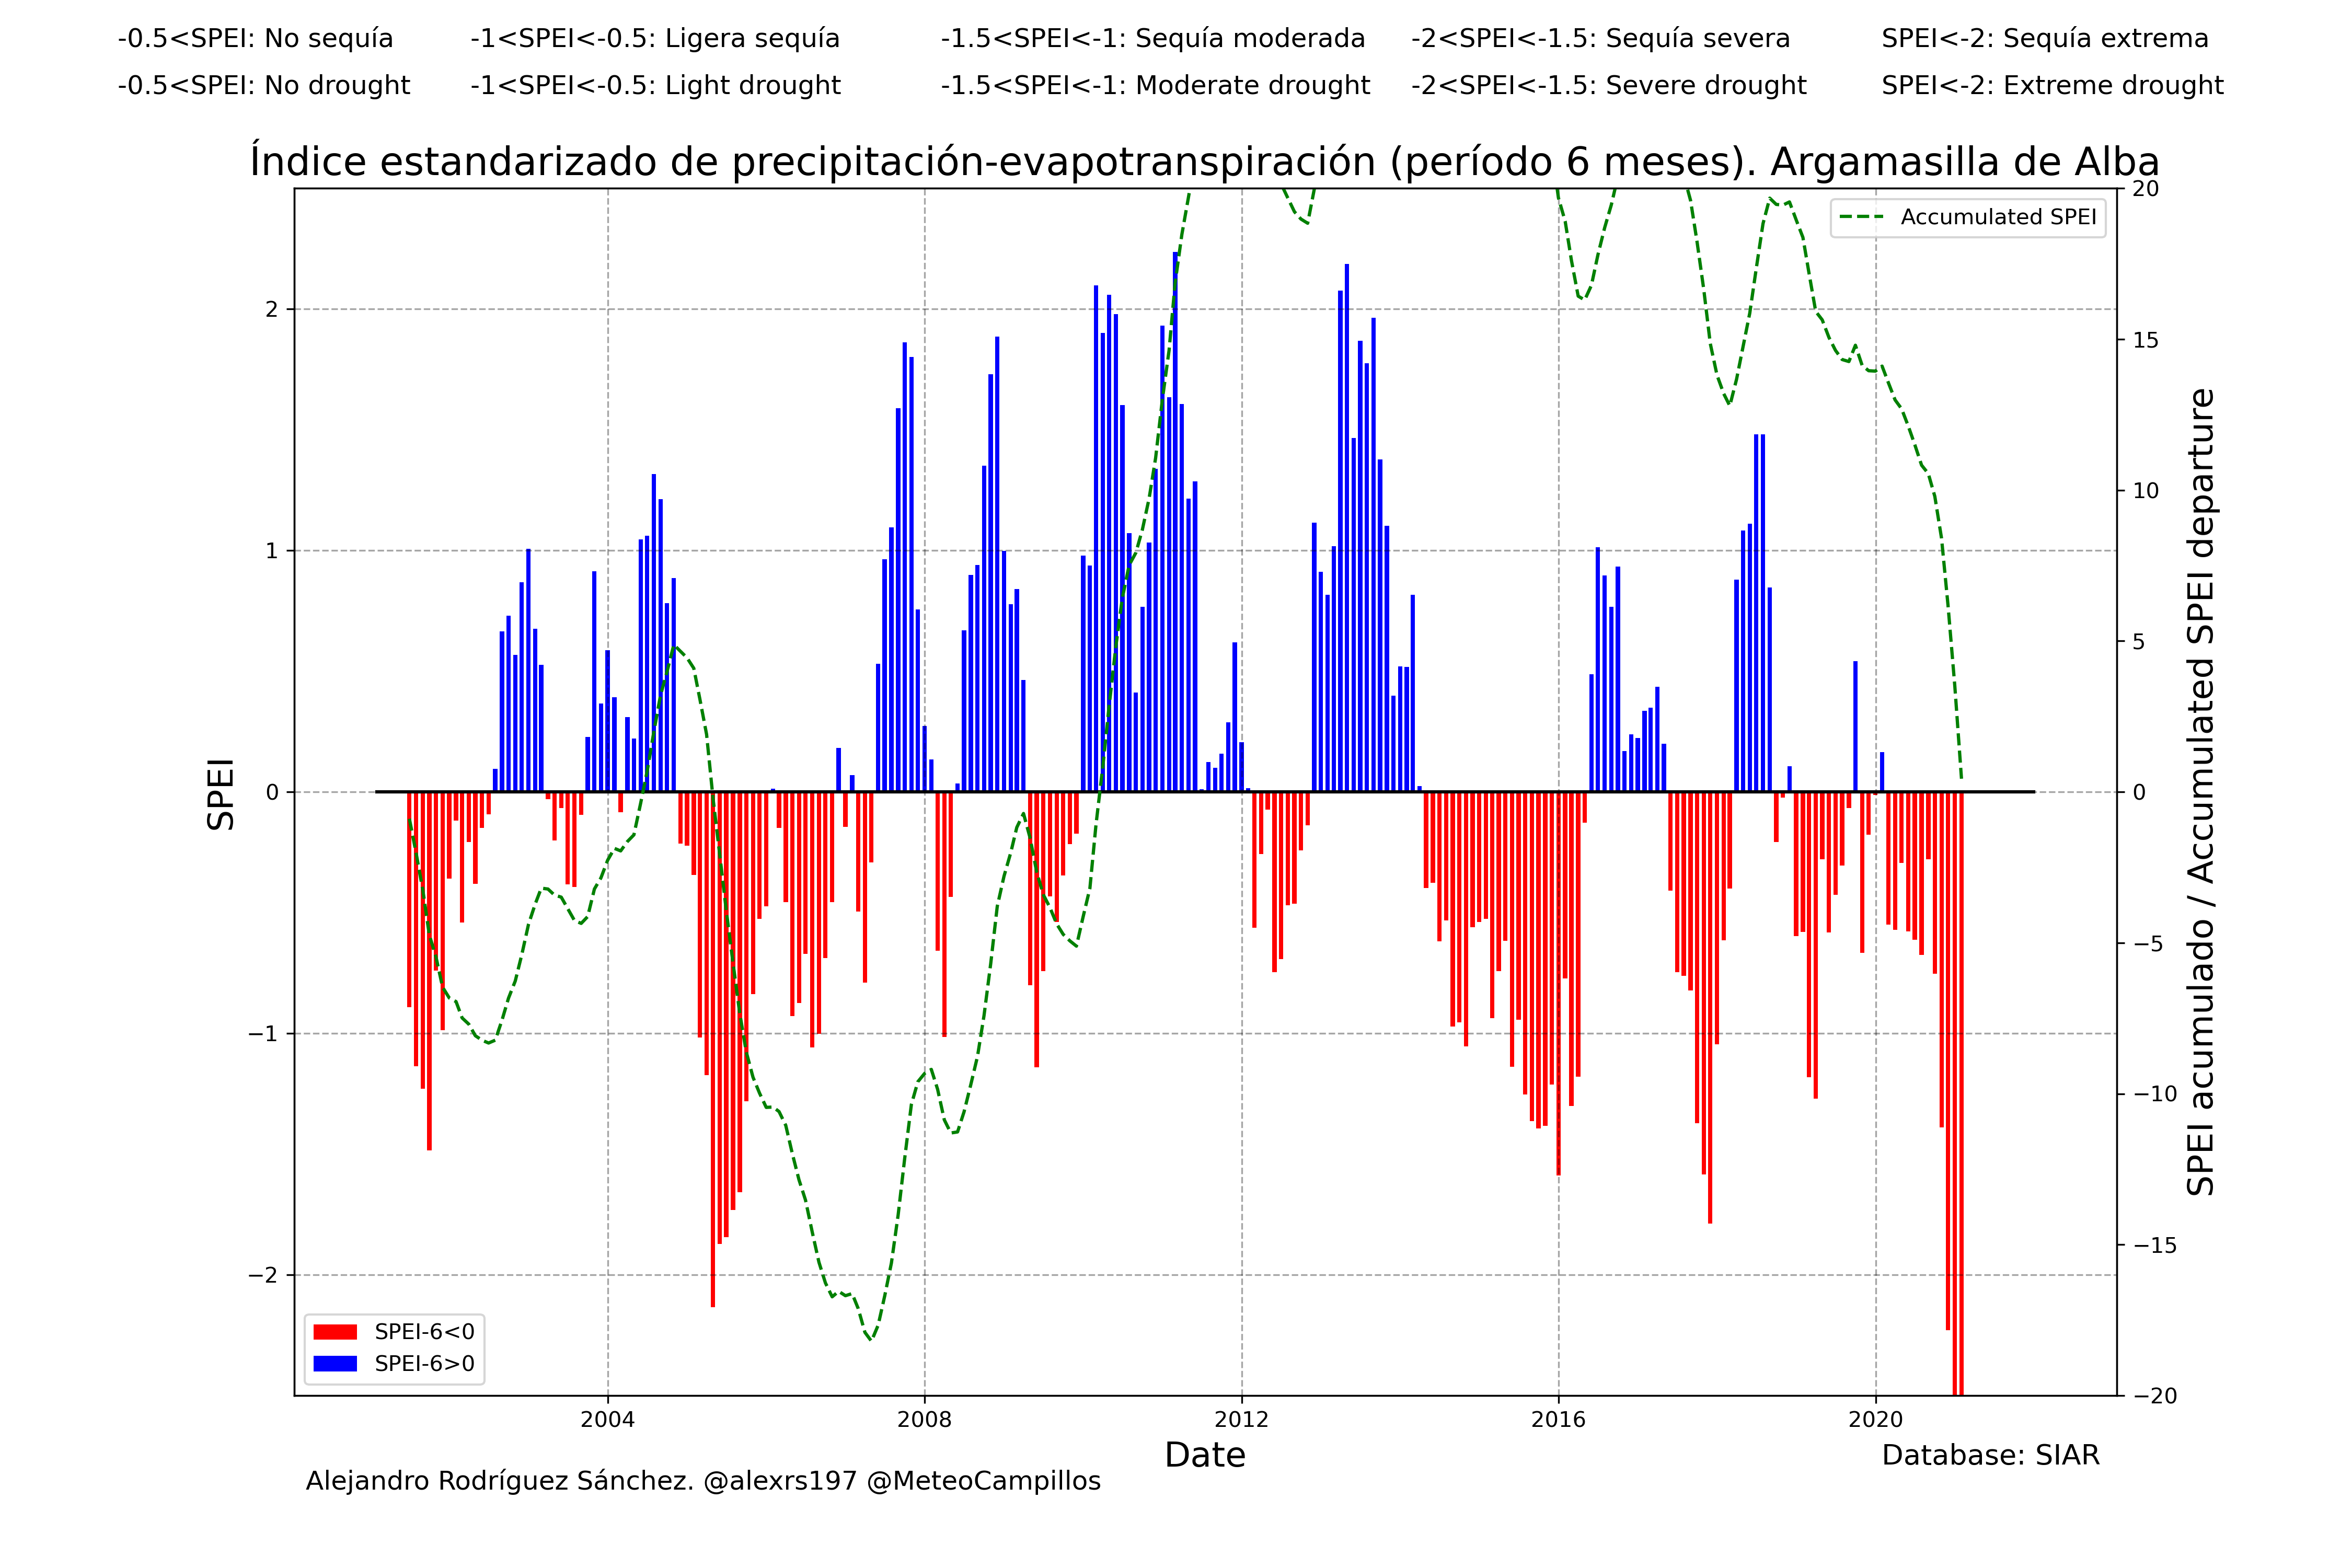 -0.5<SPEI: No sequía -1<SPEI<-0.5: Ligera sequía -1.5<SPEI<-1: Sequía moderada -2<SPEI<-1.5: Sequía severa SPEI<-2: Sequía extrema
-0.5<SPEI: No drought -1<SPEI<-0.5: Light drought -1.5<SPEI<-1: Moderate drought -2<SPEI<-1.5: Severe drought SPEI<-2: Extreme drought
Índice estandarizado de precipitación-evapotranspiración (período 6 meses). Argamasilla de Alba
Accumulated SPEI
SPEI
2
1
0
−1
−2
20
15
10
5
0
−5
−10
−15
−20
SPEI acumulado / Accumulated SPEI departure
SPEI-6<0
SPEI-6>0
2004 2008 2012 2016 2020
Date
Database: SIAR
Alejandro Rodríguez Sánchez. @alexrs197 @MeteoCampillos